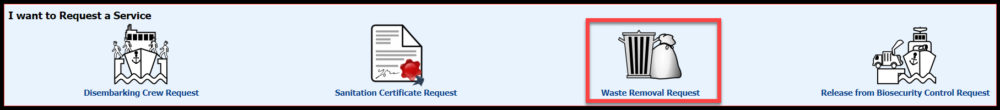 I want to Request a Service
Disembarking Crew Request
Sanitation Certificate Request
Waste Removal Request
Release from Biosecurity Control Request